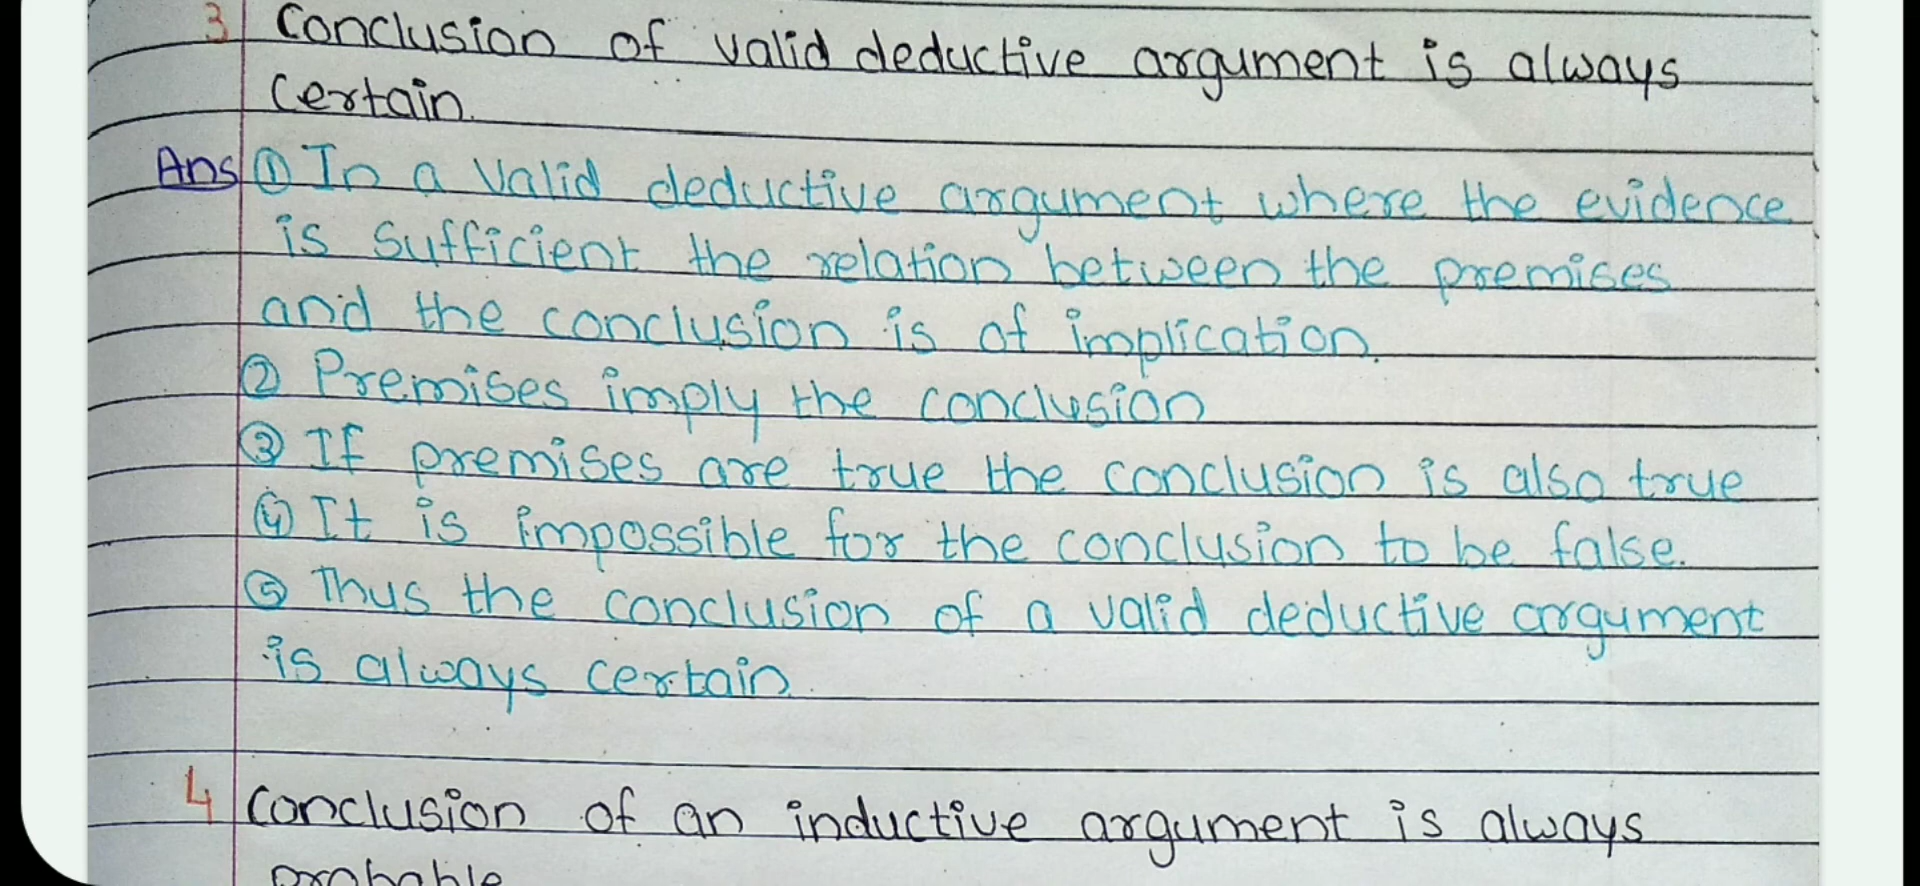 3 Conclusion of valid deductive argument is always
certain.
Ans ① In a valid deductive argument where the evidence
is sufficient the relation between the premises
and the conclusion is of implication.
② Premises imply the conclusion
③ If premises are true the conclusion is also true
④ It is impossible for the conclusion to be false.
⑤ Thus the conclusion of a valid deductive argument
is always certain.
4 Conclusion of an inductive argument is always
probable